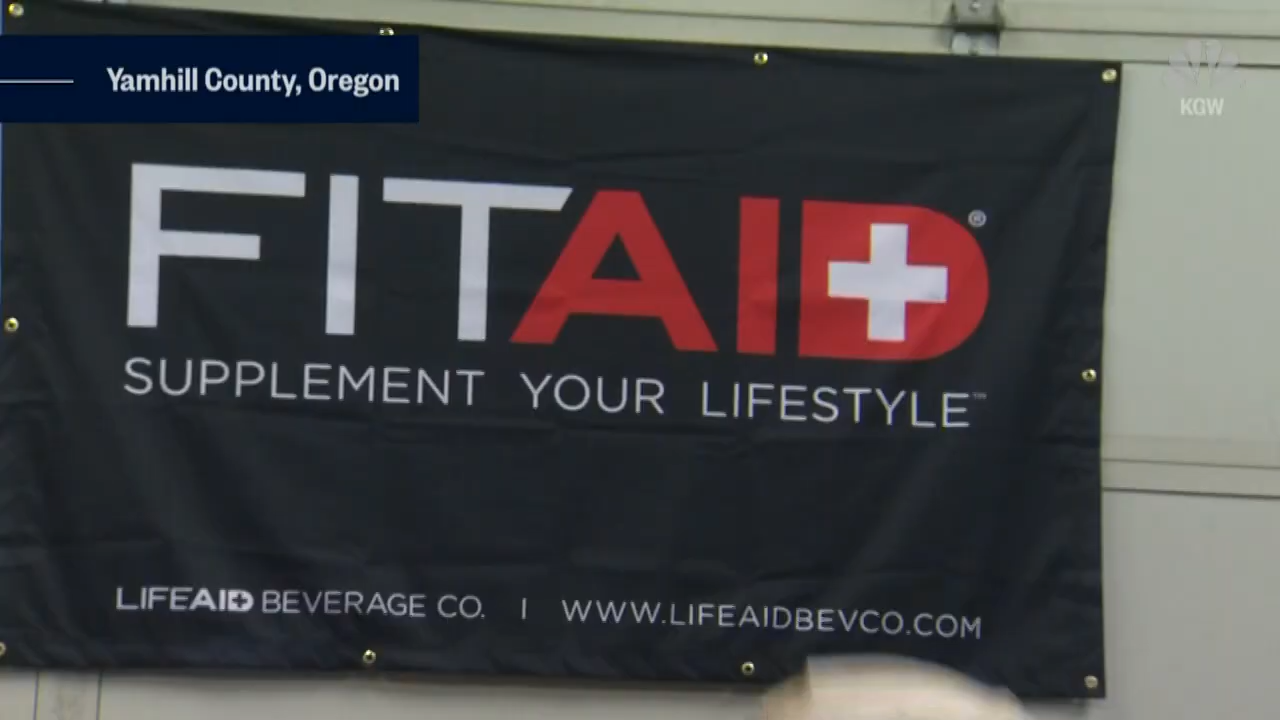 Yamhill County, Oregon
KGW
FITAID®
SUPPLEMENT YOUR LIFESTYLE™
LIFEAID BEVERAGE CO. | WWW.LIFEAIDBEVCO.COM